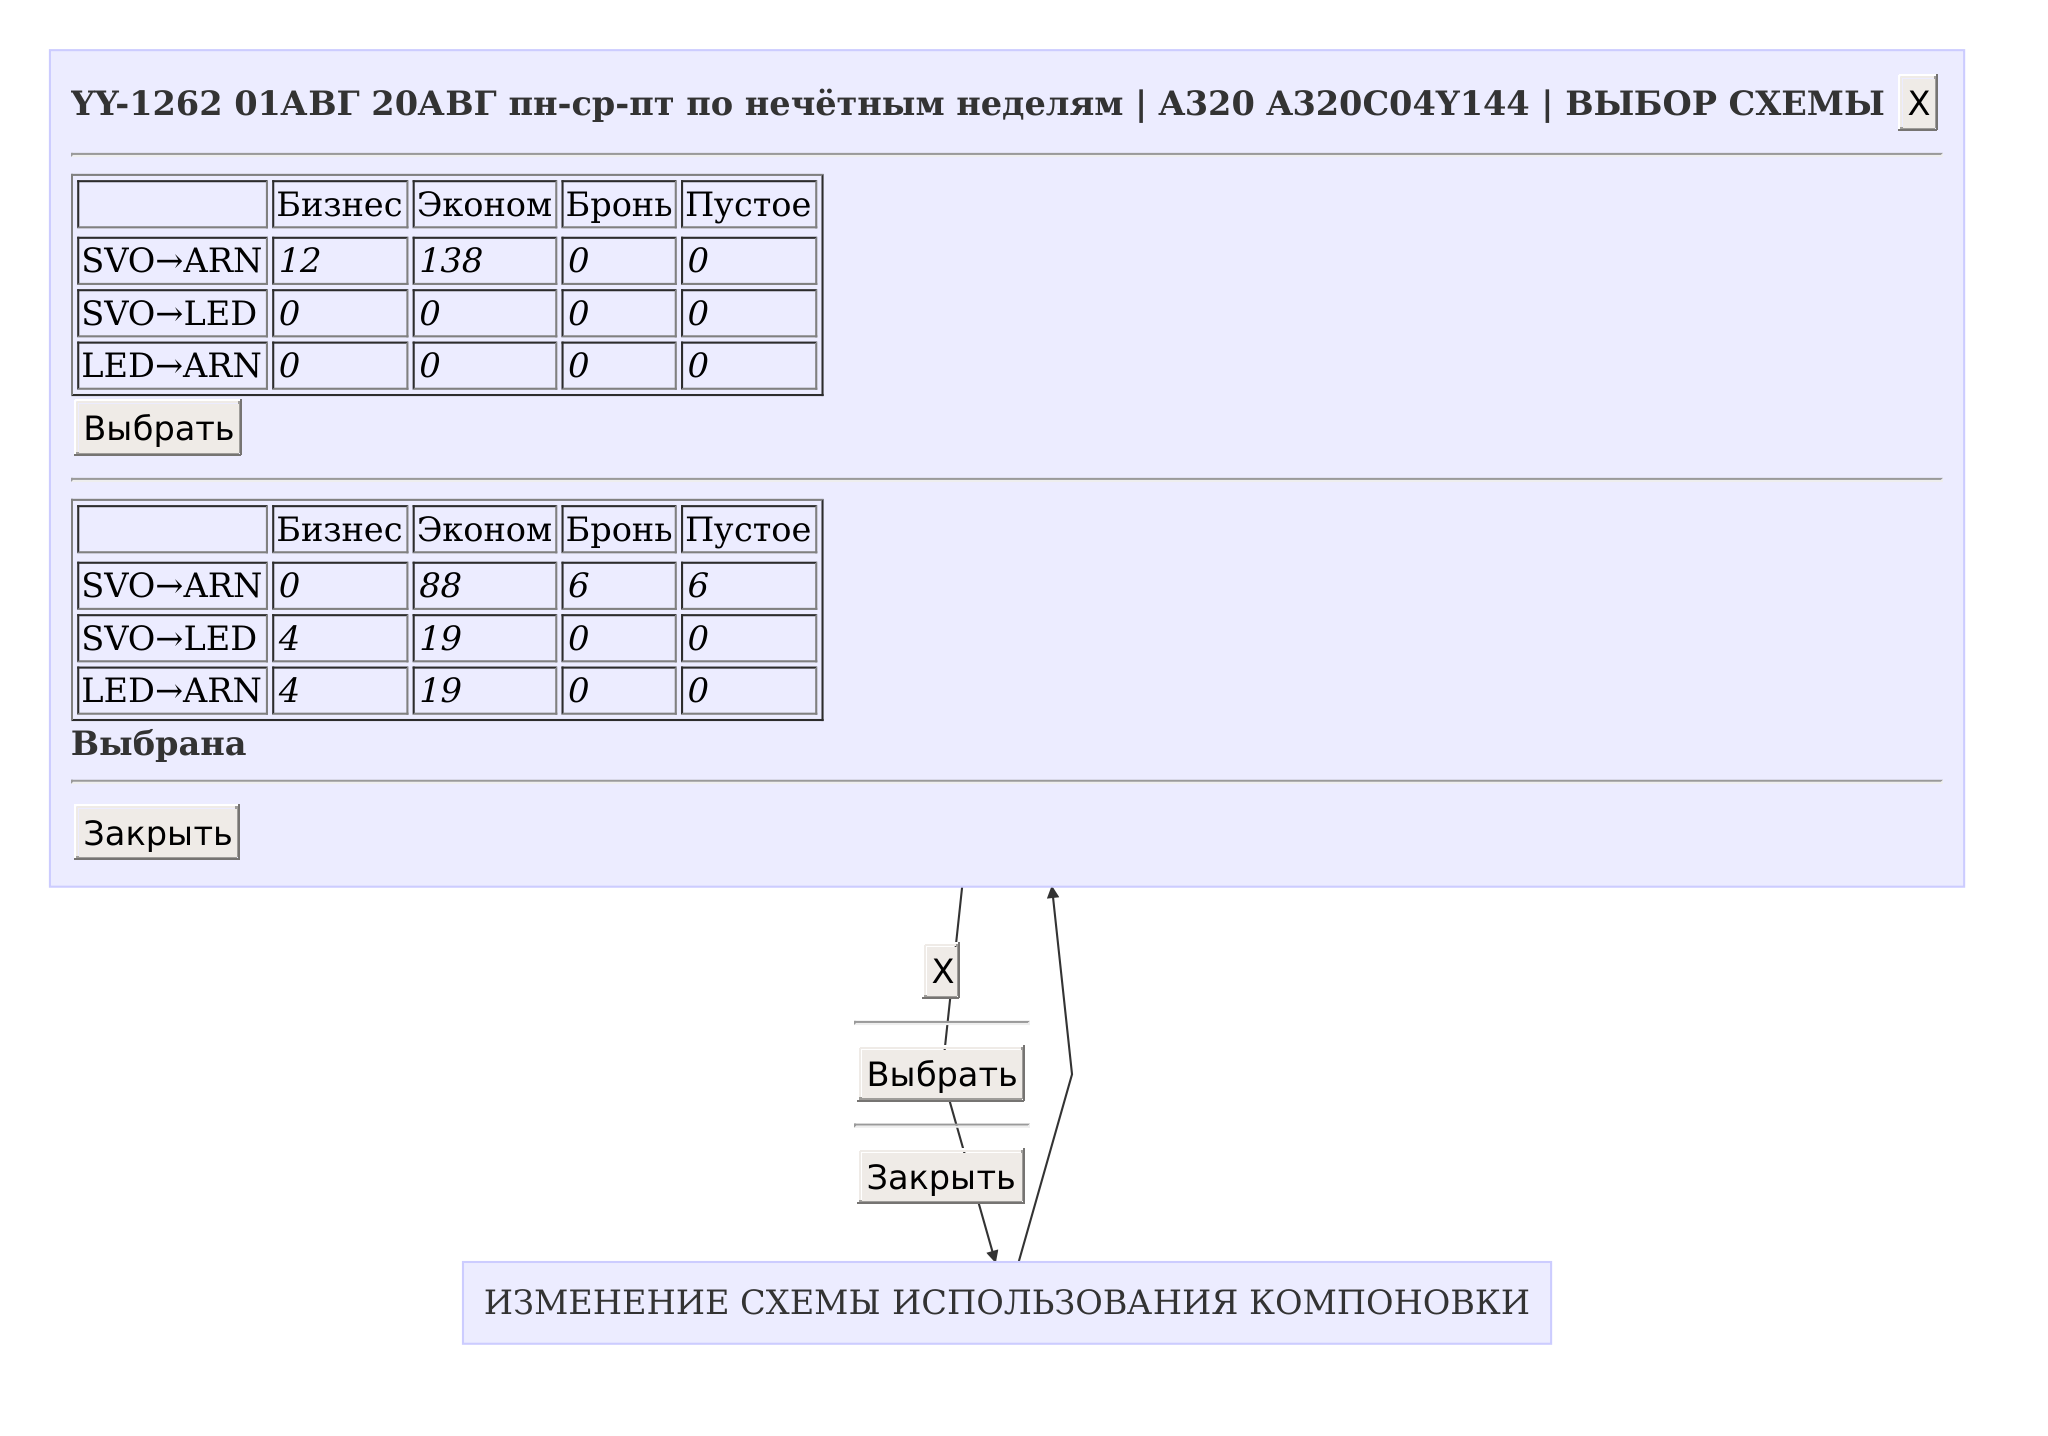 YY-1262 01АВГ 20АВГ пн-ср-пт по нечётным неделям | А320 A320C04Y144 | ВЫБОР СХЕМЫ X
Бизнес Эконом Бронь Пустое
SVO→ARN 12 138 0 0
SVO→LED 0 0 0 0
LED→ARN 0 0 0 0
Выбрать
Бизнес Эконом Бронь Пустое
SVO→ARN 0 88 6 6
SVO→LED 4 19 0 0
LED→ARN 4 19 0 0
Выбрана
Закрыть
X
Выбрать
Закрыть
ИЗМЕНЕНИЕ СХЕМЫ ИСПОЛЬЗОВАНИЯ КОМПОНОВКИ